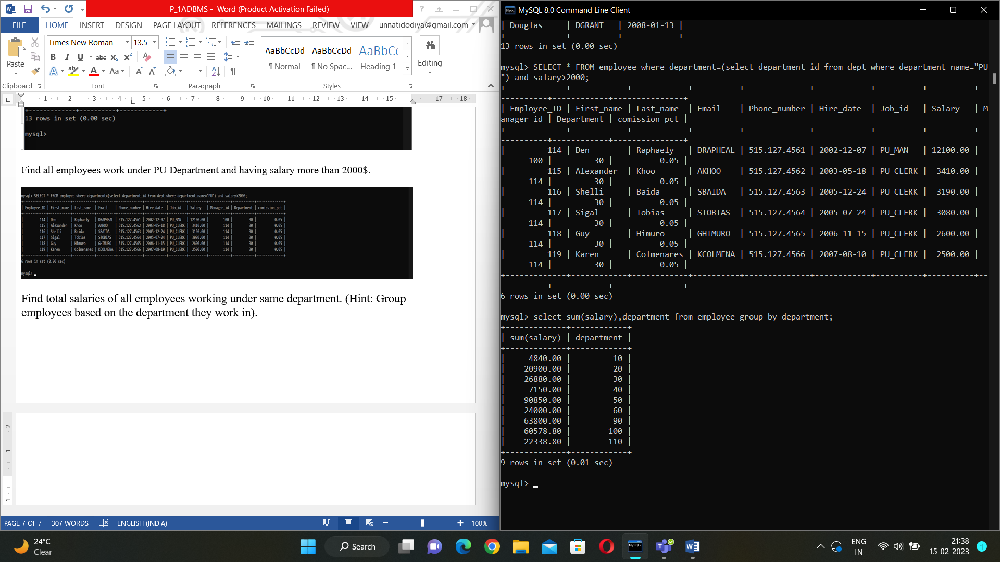 P_1ADBMS - Word (Product Activation Failed)
FILE HOME INSERT DESIGN PAGE LAYOUT REFERENCES MAILINGS REVIEW VIEW unnatidodiya@gmail.com
Times New Roman 13.5
Paste
B I U abc x₂ x²
A ab A Aa A A
AaBbCcDd AaBbCcDd AaBbCc
¶ Normal ¶ No Spac... Heading 1
Editing
Clipboard Font Paragraph Styles
1 2 3 4 5 6 7 8 9 10 11 12 13 14 15 17 18
13 rows in set (0.00 sec)
mysql>
Find all employees work under PU Department and having salary more than 2000$.
mysql> SELECT * FROM employee where department=(select department_id from dept where department_name="PU") and salary>2000;
| Employee_ID | First_name | Last_name | Email | Phone_number | Hire_date | Job_id | Salary | Manager_id | Department | comission_pct |
| 114 | Den | Raphaely | DRAPHEAL | 515.127.4561 | 2002-12-07 | PU_MAN | 12100.00 | 100 | 30 | 0.05 |
| 115 | Alexander | Khoo | AKHOO | 515.127.4562 | 2003-05-18 | PU_CLERK | 3410.00 | 114 | 30 | 0.05 |
| 116 | Shelli | Baida | SBAIDA | 515.127.4563 | 2005-12-24 | PU_CLERK | 3190.00 | 114 | 30 | 0.05 |
| 117 | Sigal | Tobias | STOBIAS | 515.127.4564 | 2005-07-24 | PU_CLERK | 3080.00 | 114 | 30 | 0.05 |
| 118 | Guy | Himuro | GHIMURO | 515.127.4565 | 2006-11-15 | PU_CLERK | 2600.00 | 114 | 30 | 0.05 |
| 119 | Karen | Colmenares | KCOLMENA | 515.127.4566 | 2007-08-10 | PU_CLERK | 2500.00 | 114 | 30 | 0.05 |
6 rows in set (0.00 sec)
mysql>
Find total salaries of all employees working under same department. (Hint: Group
employees based on the department they work in).
2
1
1
PAGE 7 OF 7 307 WORDS ENGLISH (INDIA) 100%
MySQL 8.0 Command Line Client
| Douglas | DGRANT | 2008-01-13 |
+-------------+----------+------------+
13 rows in set (0.00 sec)
mysql> SELECT * FROM employee where department=(select department_id from dept where department_name="PU
") and salary>2000;
| Employee_ID | First_name | Last_name | Email | Phone_number | Hire_date | Job_id | Salary | M
anager_id | Department | comission_pct |
| 114 | Den | Raphaely | DRAPHEAL | 515.127.4561 | 2002-12-07 | PU_MAN | 12100.00 |
100 | 30 | 0.05 |
| 115 | Alexander | Khoo | AKHOO | 515.127.4562 | 2003-05-18 | PU_CLERK | 3410.00 |
114 | 30 | 0.05 |
| 116 | Shelli | Baida | SBAIDA | 515.127.4563 | 2005-12-24 | PU_CLERK | 3190.00 |
114 | 30 | 0.05 |
| 117 | Sigal | Tobias | STOBIAS | 515.127.4564 | 2005-07-24 | PU_CLERK | 3080.00 |
114 | 30 | 0.05 |
| 118 | Guy | Himuro | GHIMURO | 515.127.4565 | 2006-11-15 | PU_CLERK | 2600.00 |
114 | 30 | 0.05 |
| 119 | Karen | Colmenares | KCOLMENA | 515.127.4566 | 2007-08-10 | PU_CLERK | 2500.00 |
114 | 30 | 0.05 |
6 rows in set (0.00 sec)
mysql> select sum(salary),department from employee group by department;
+-------------+------------+
| sum(salary) | department |
+-------------+------------+
| 4840.00 | 10 |
| 20900.00 | 20 |
| 26880.00 | 30 |
| 7150.00 | 40 |
| 90850.00 | 50 |
| 24000.00 | 60 |
| 63800.00 | 90 |
| 60578.80 | 100 |
| 22338.80 | 110 |
+-------------+------------+
9 rows in set (0.01 sec)
mysql>
24°C
Clear
Search
ENG
IN
21:38
15-02-2023
1